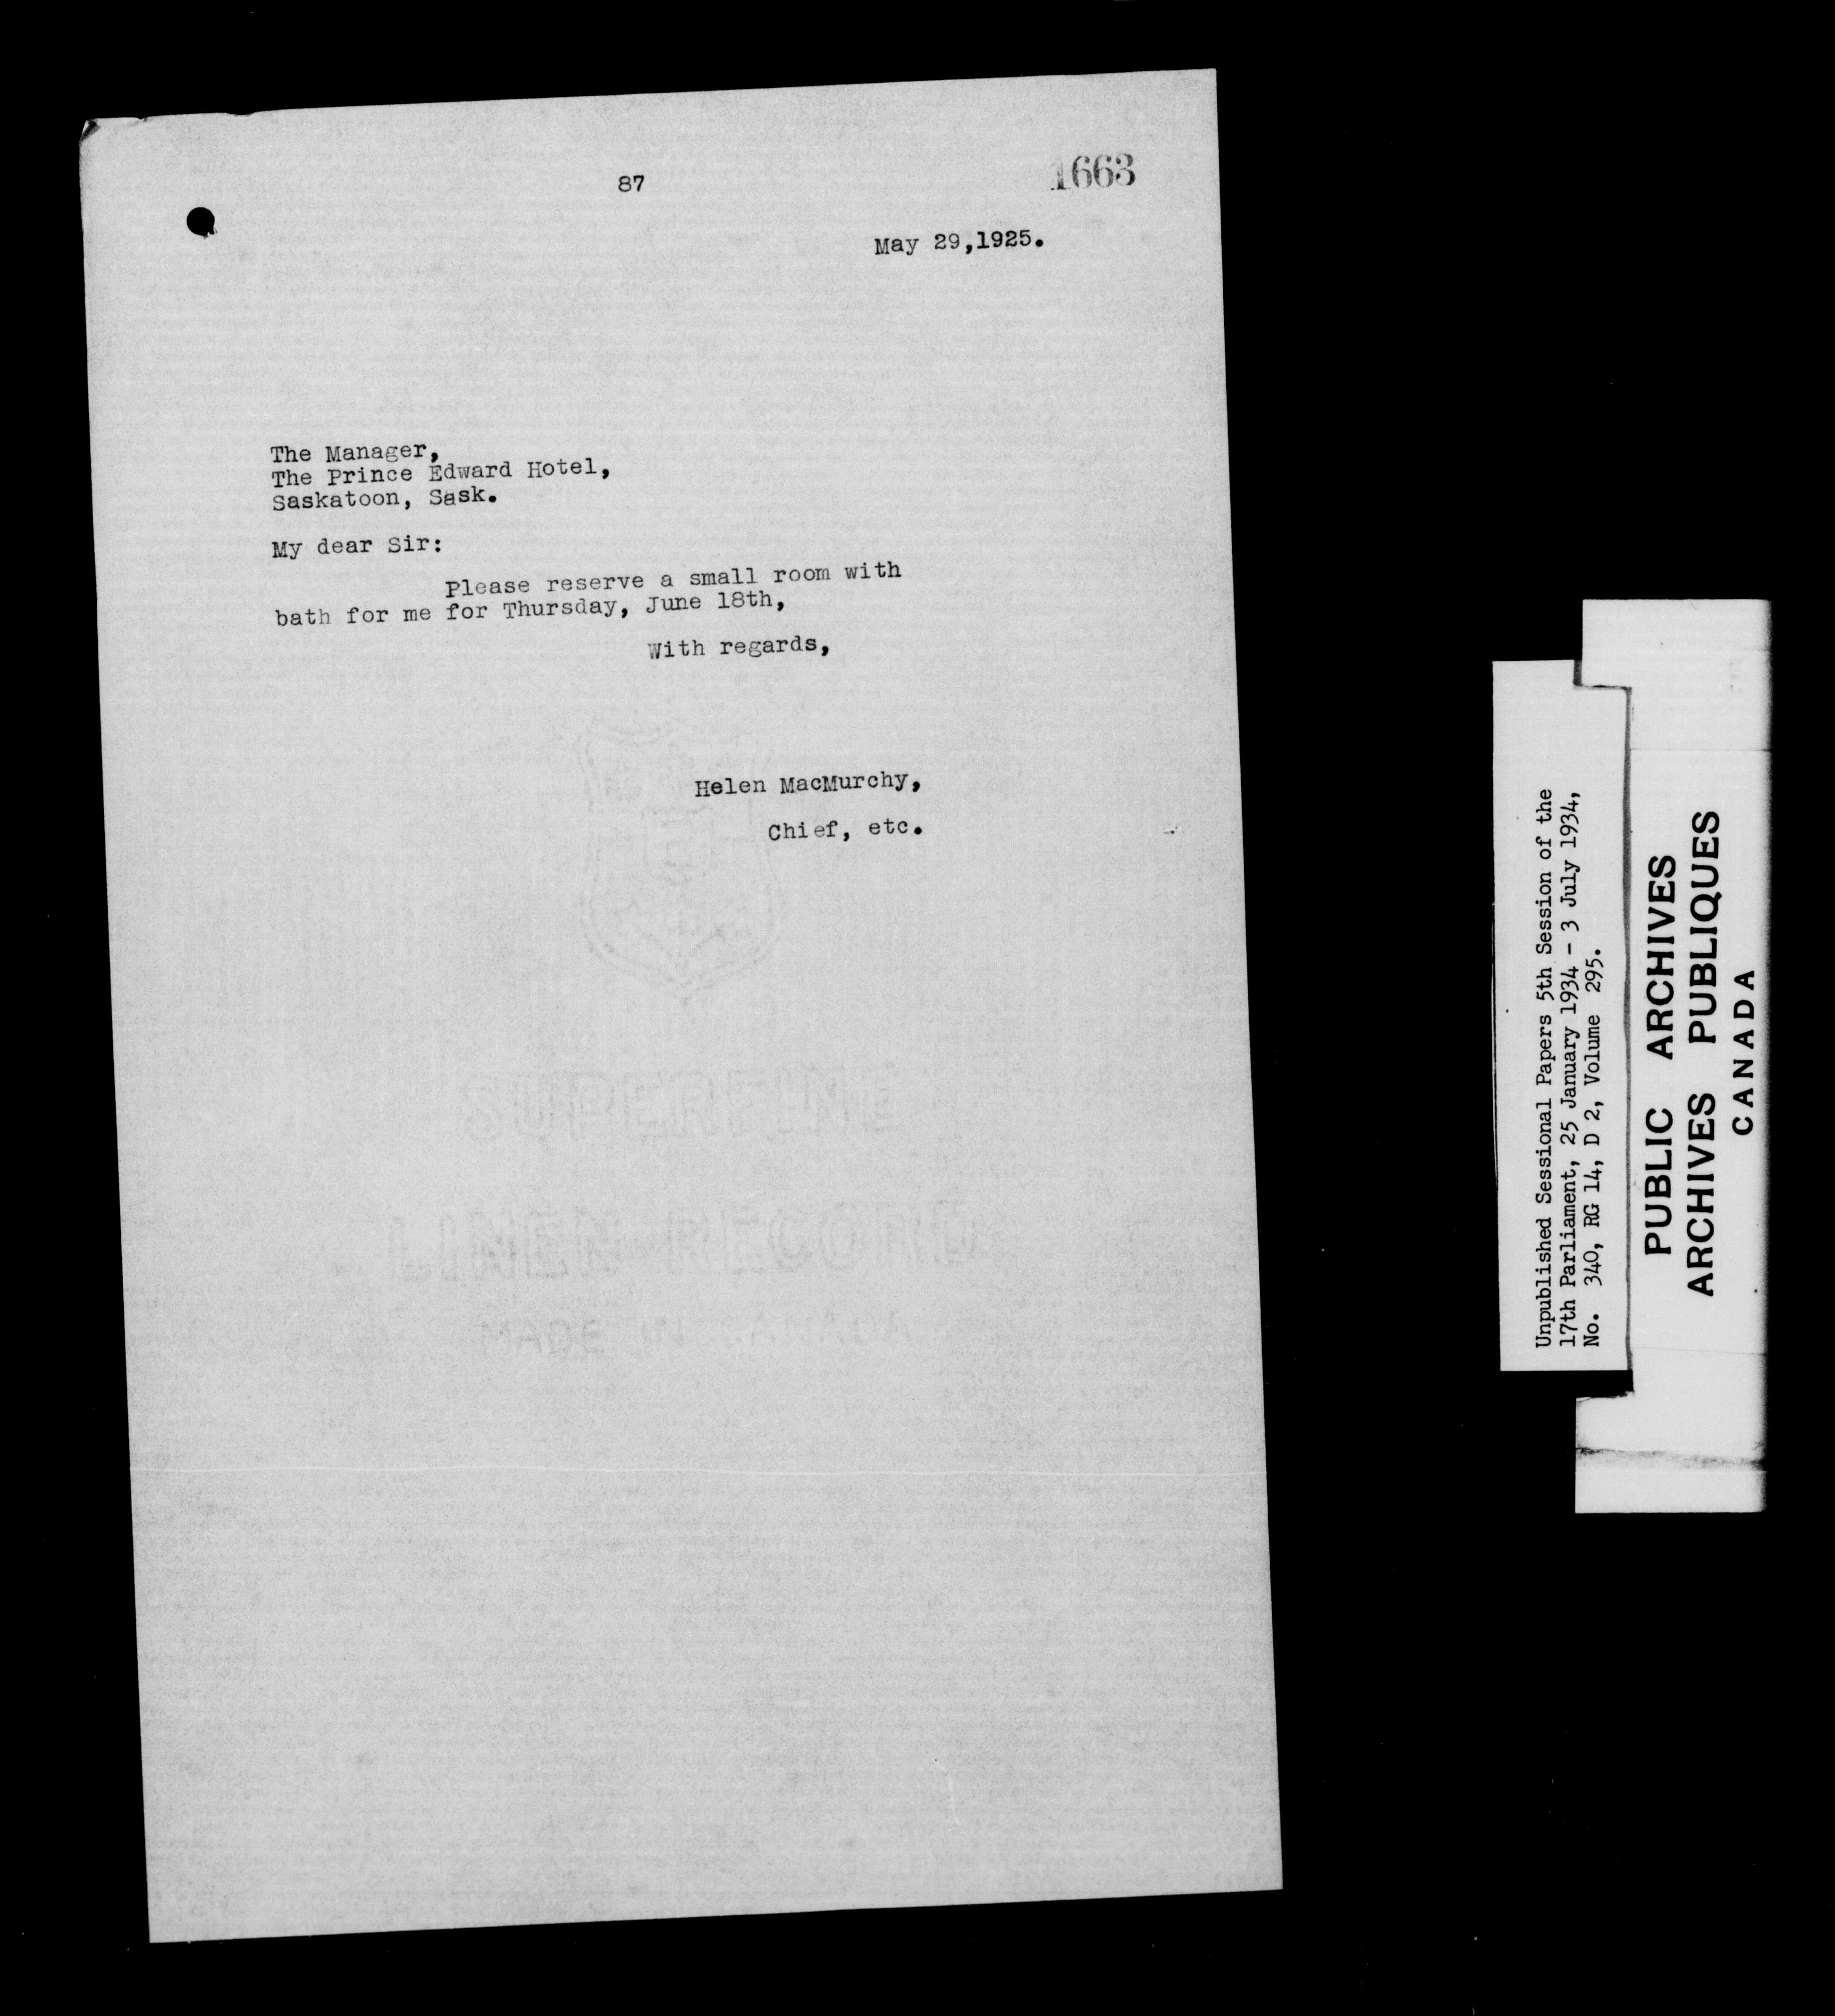 87
1663
May 29,1925.
The Manager,
The Prince Edward Hotel,
Saskatoon, Sask.
My dear Sir:
Please reserve a small room with
bath for me for Thursday, June 18th,
With regards,
Helen MacMurchy,
Chief, etc.
SUPERFINE
LINEN RECORD
MADE IN CANADA
Unpublished Sessional Papers 5th Session of the
17th Parliament, 25 January 1934 - 3 July 1934,
No. 340, RG 14, D 2, Volume 295.
PUBLIC ARCHIVES
ARCHIVES PUBLIQUES
CANADA